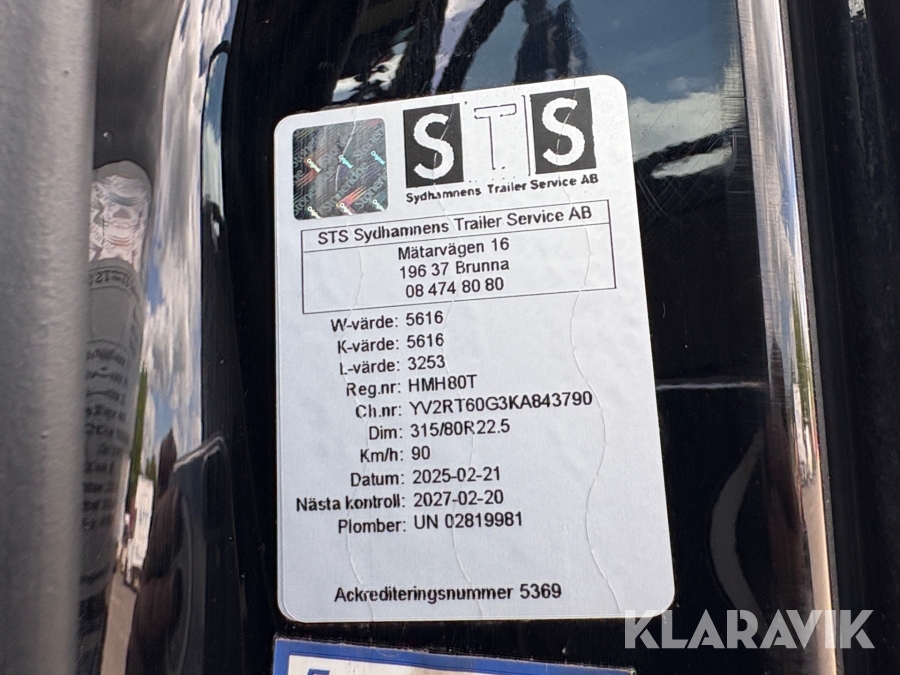 STS
Sydhamnens Trailer Service AB
STS Sydhamnens Trailer Service AB
Mätarvägen 16
196 37 Brunna
08 474 80 80
W-värde: 5616
K-värde: 5616
L-värde: 3253
Reg.nr: HMH80T
Ch.nr: YV2RT60G3KA843790
Dim: 315/80R22.5
Km/h: 90
Datum: 2025-02-21
Nästa kontroll: 2027-02-20
Plomber: UN 02819981
Ackrediteringsnummer 5369
KLARAVIK